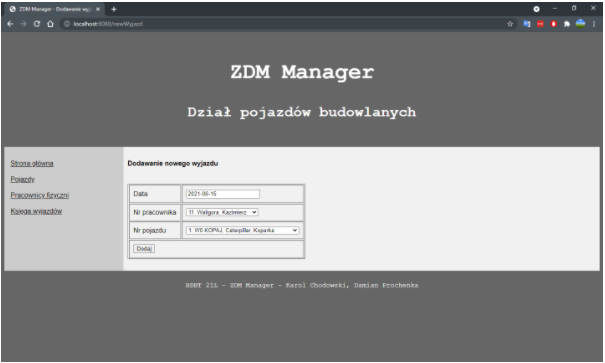 ZDM Manager - Dodawanie wyj
localhost:8080/newWyjazd
ZDM Manager
Dział pojazdów budowlanych
Strona główna
Pojazdy
Pracownicy fizyczni
Księga wyjazdów
Dodawanie nowego wyjazdu
Data 2021-06-15
Nr pracownika 11. Waligora, Kazimierz
Nr pojazdu 1. W0 KOPAJ, Caterpillar, Koparka
Dodaj
BDBT 21L - ZDM Manager - Karol Chodowski, Damian Prochenka